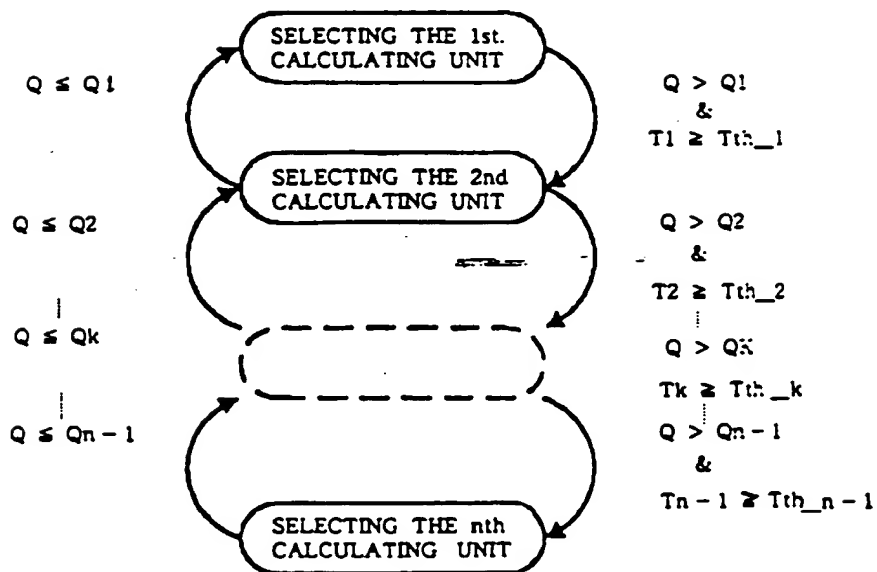 SELECTING THE 1st.
CALCULATING UNIT
Q ≦ Q1
Q > Q1
&
T1 ≧ Tth_1
SELECTING THE 2nd
CALCULATING UNIT
Q ≦ Q2
Q > Q2
&
T2 ≧ Tth_2
Q ≦ Qk
Q > QK
Tk ≧ Tth_k
Q ≦ Qn-1
Q > Qn-1
&
Tn-1 ≧ Tth_n-1
SELECTING THE nth
CALCULATING UNIT